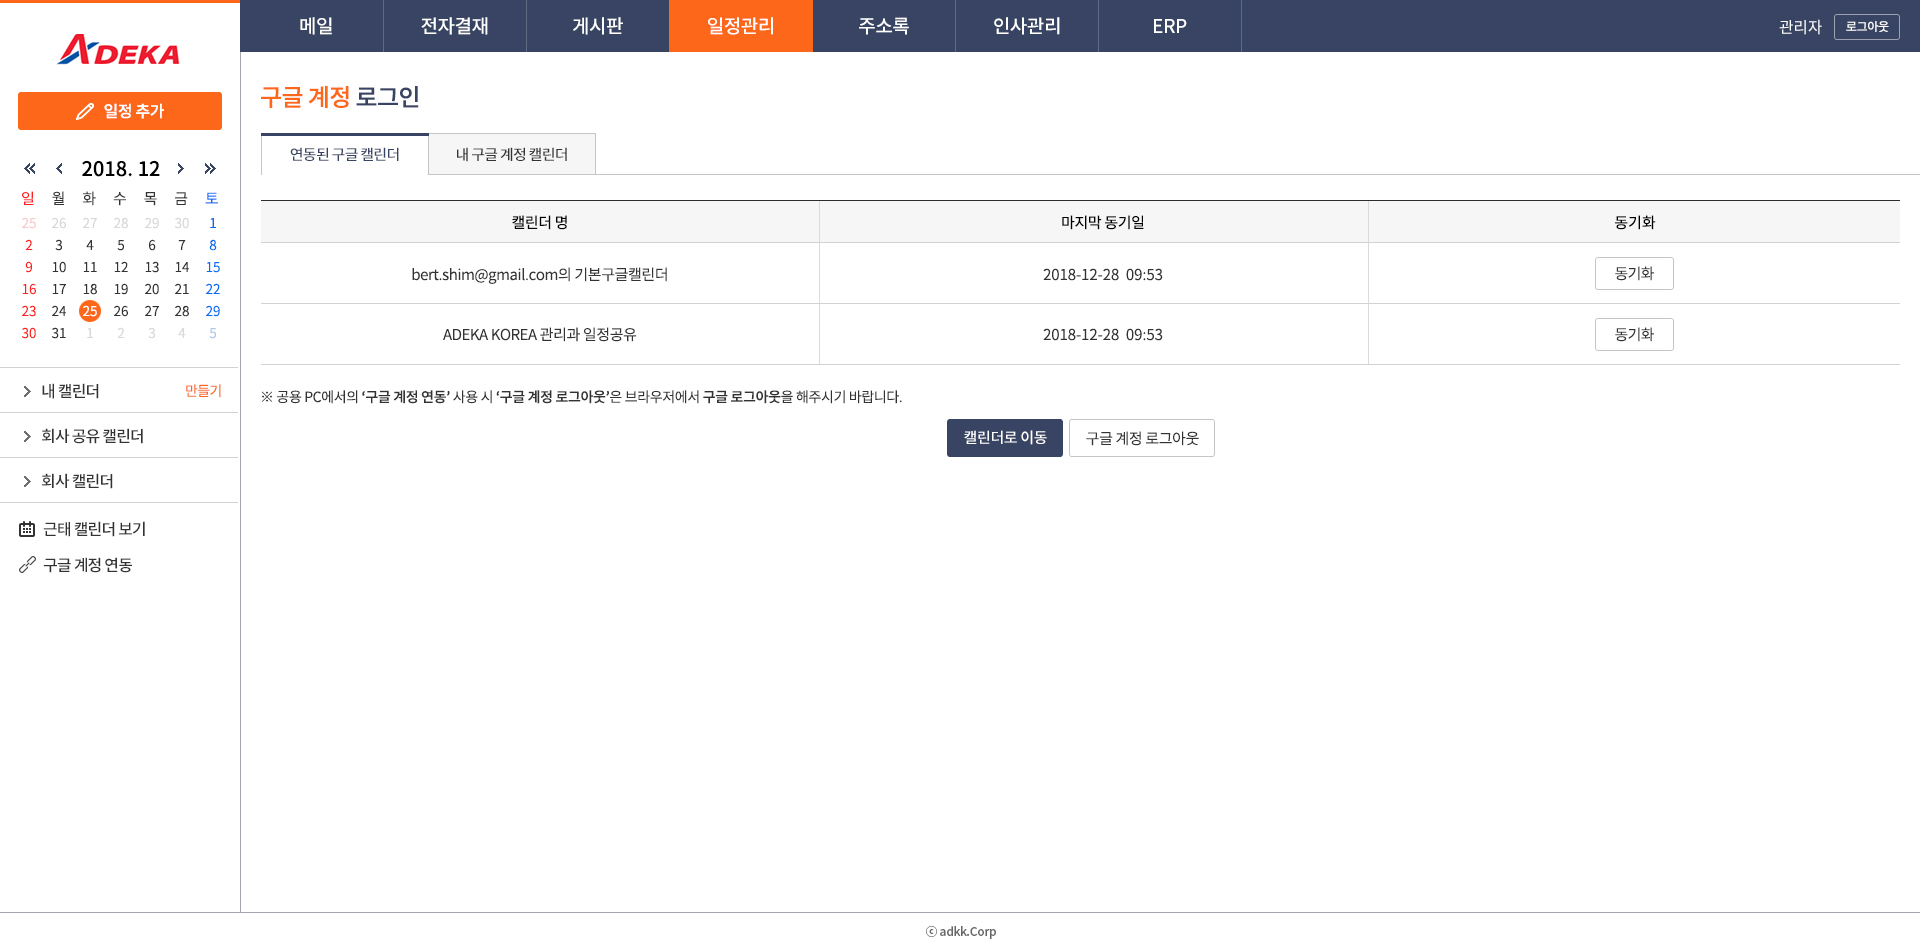 ADEKA
메일 전자결재 게시판 일정관리 주소록 인사관리 ERP 관리자 로그아웃
일정 추가
2018. 12
일 월 화 수 목 금 토
25 26 27 28 29 30 1
2 3 4 5 6 7 8
9 10 11 12 13 14 15
16 17 18 19 20 21 22
23 24 25 26 27 28 29
30 31 1 2 3 4 5
내 캘린더 만들기
회사 공유 캘린더
회사 캘린더
근태 캘린더 보기
구글 계정 연동
구글 계정 로그인
연동된 구글 캘린더 내 구글 계정 캘린더
캘린더 명 마지막 동기일 동기화
bert.shim@gmail.com의 기본구글캘린더 2018-12-28 09:53 동기화
ADEKA KOREA 관리과 일정공유 2018-12-28 09:53 동기화
※ 공용 PC에서의 ‘구글 계정 연동’ 사용 시 ‘구글 계정 로그아웃’은 브라우저에서 구글 로그아웃을 해주시기 바랍니다.
캘린더로 이동 구글 계정 로그아웃
ⓒ adkk.Corp